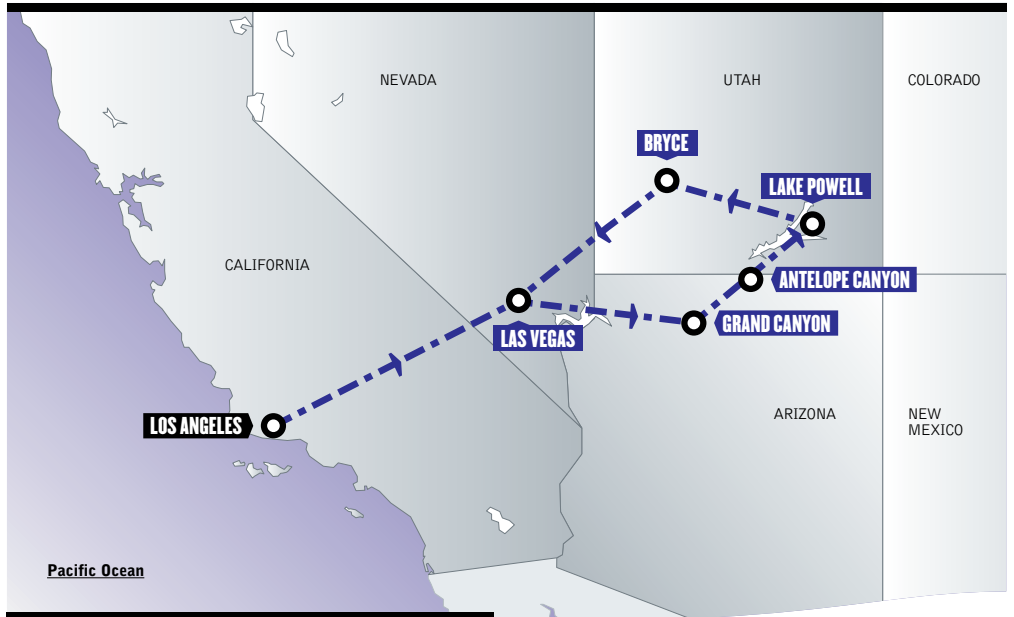 NEVADA
UTAH
COLORADO
BRYCE
LAKE POWELL
CALIFORNIA
ANTELOPE CANYON
GRAND CANYON
LAS VEGAS
LOS ANGELES
ARIZONA
NEW
MEXICO
Pacific Ocean